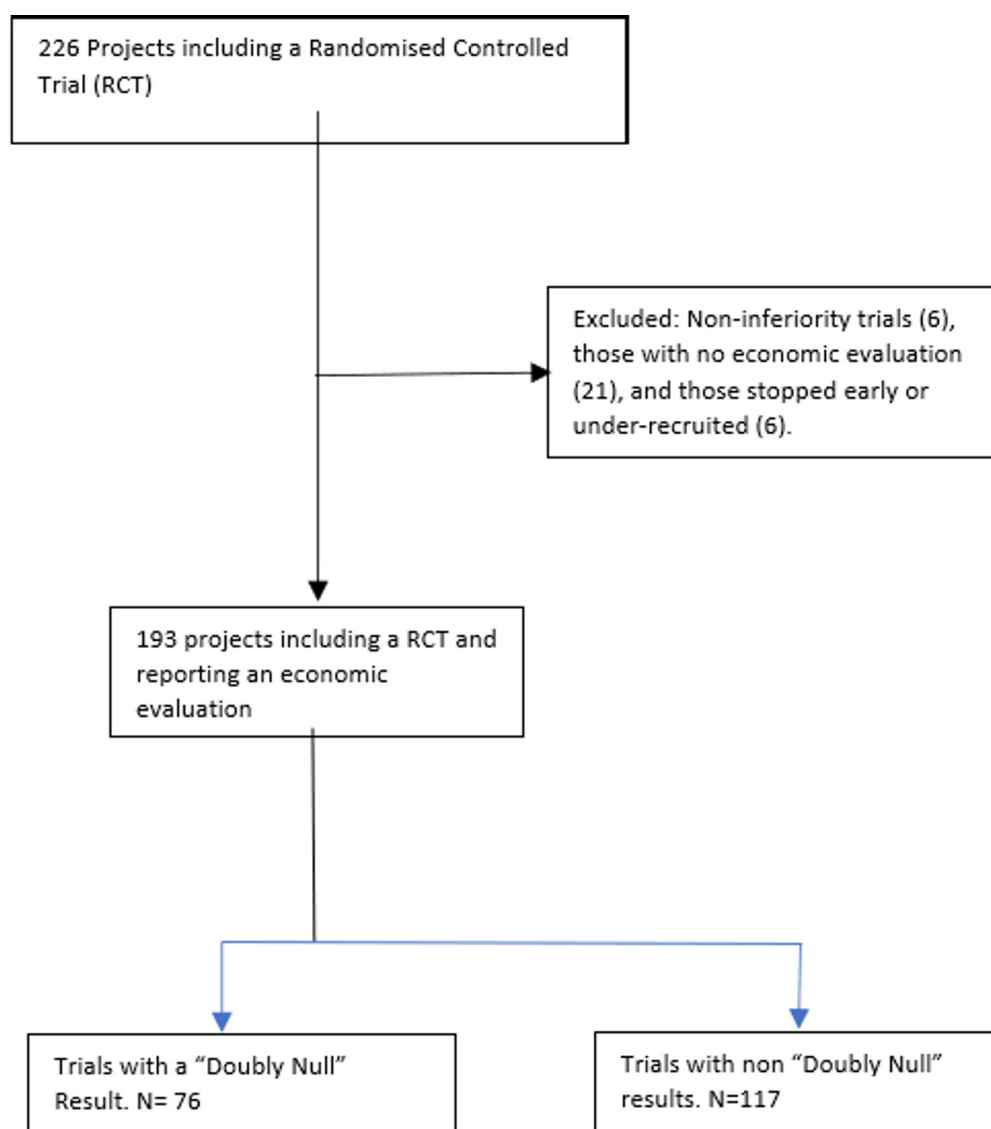 226 Projects including a Randomised Controlled
Trial (RCT)
Excluded: Non-inferiority trials (6),
those with no economic evaluation
(21), and those stopped early or
under-recruited (6).
193 projects including a RCT and
reporting an economic
evaluation
Trials with a “Doubly Null”
Result. N= 76
Trials with non “Doubly Null”
results. N=117